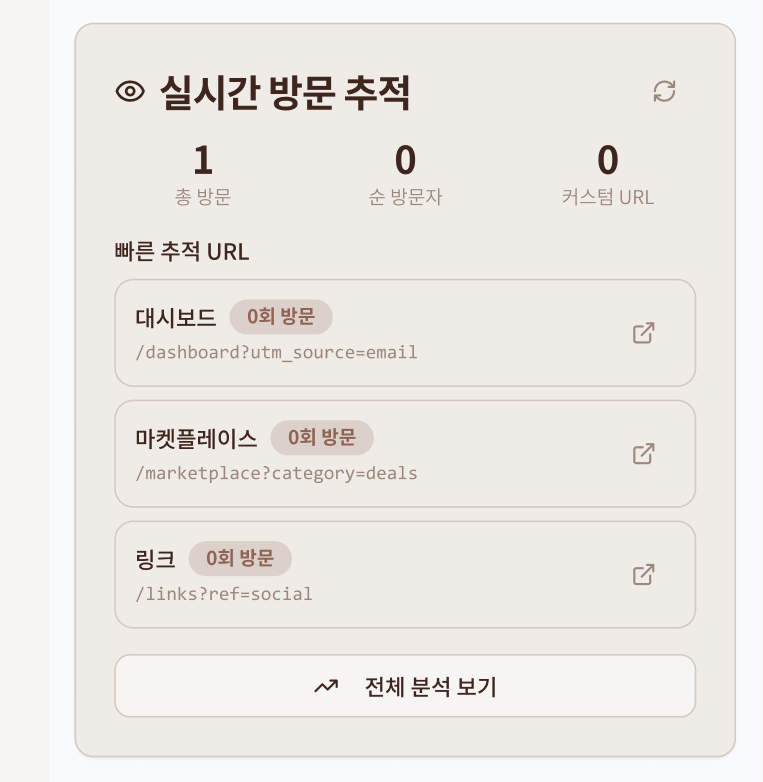 실시간 방문 추적
1 0 0
총 방문 순 방문자 커스텀 URL
빠른 추적 URL
대시보드 0회 방문
/dashboard?utm_source=email
마켓플레이스 0회 방문
/marketplace?category=deals
링크 0회 방문
/links?ref=social
전체 분석 보기